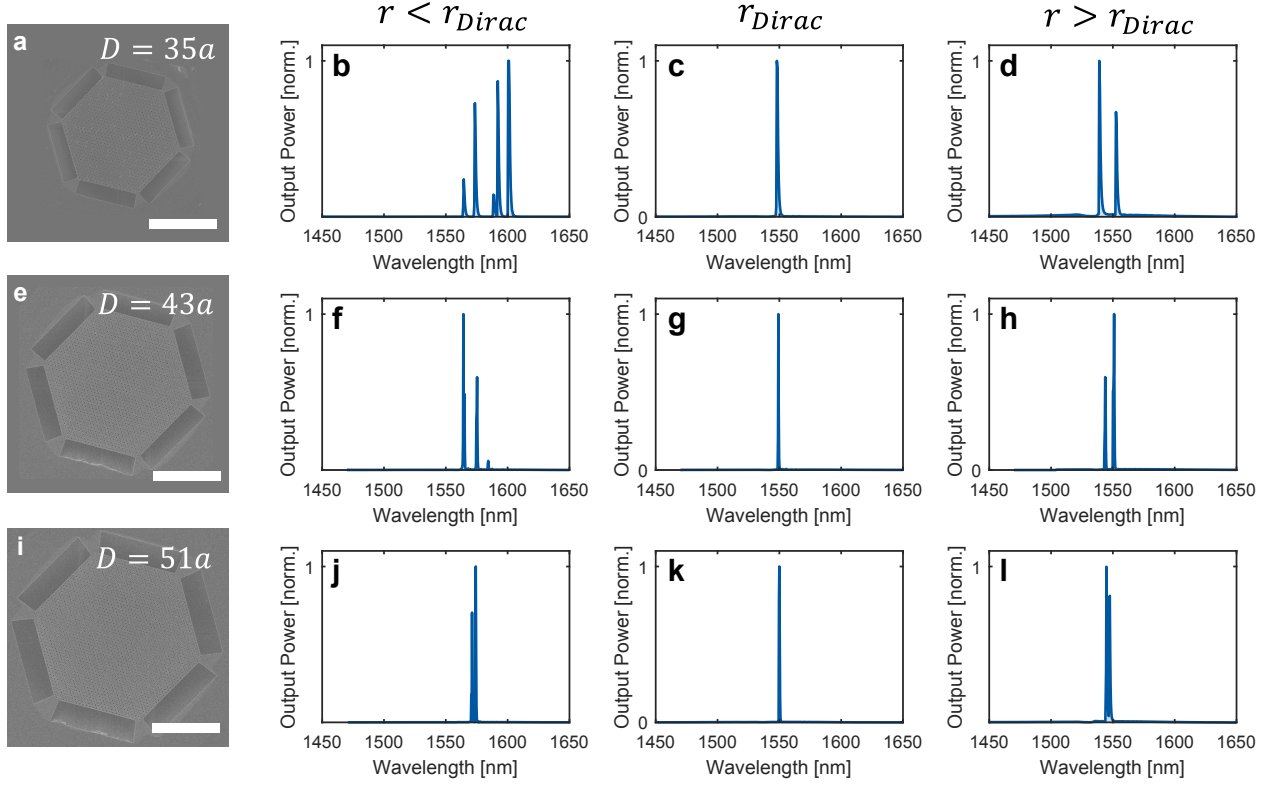 r < r_Dirac
r_Dirac
r > r_Dirac
a
D = 35a
b
Output Power [norm.]
1
1450 1500 1550 1600 1650
Wavelength [nm]
c
Output Power [norm.]
1
0
1450 1500 1550 1600 1650
Wavelength [nm]
d
Output Power [norm.]
1
0
1450 1500 1550 1600 1650
Wavelength [nm]
e
D = 43a
f
Output Power [norm.]
1
1450 1500 1550 1600 1650
Wavelength [nm]
g
Output Power [norm.]
1
0
1450 1500 1550 1600 1650
Wavelength [nm]
h
Output Power [norm.]
1
0
1450 1500 1550 1600 1650
Wavelength [nm]
i
D = 51a
j
Output Power [norm.]
1
1450 1500 1550 1600 1650
Wavelength [nm]
k
Output Power [norm.]
1
0
1450 1500 1550 1600 1650
Wavelength [nm]
l
Output Power [norm.]
1
0
1450 1500 1550 1600 1650
Wavelength [nm]